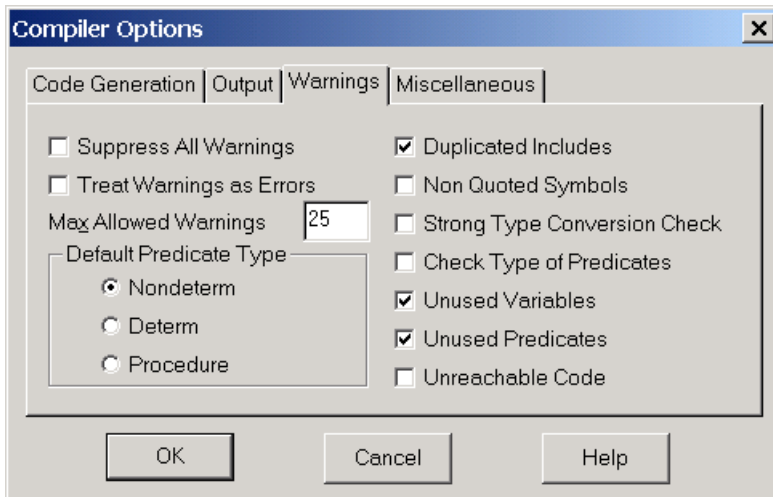 Compiler Options
Code Generation Output Warnings Miscellaneous
Suppress All Warnings
Treat Warnings as Errors
Max Allowed Warnings 25
Default Predicate Type
Nondeterm
Determ
Procedure
Duplicated Includes
Non Quoted Symbols
Strong Type Conversion Check
Check Type of Predicates
Unused Variables
Unused Predicates
Unreachable Code
OK Cancel Help